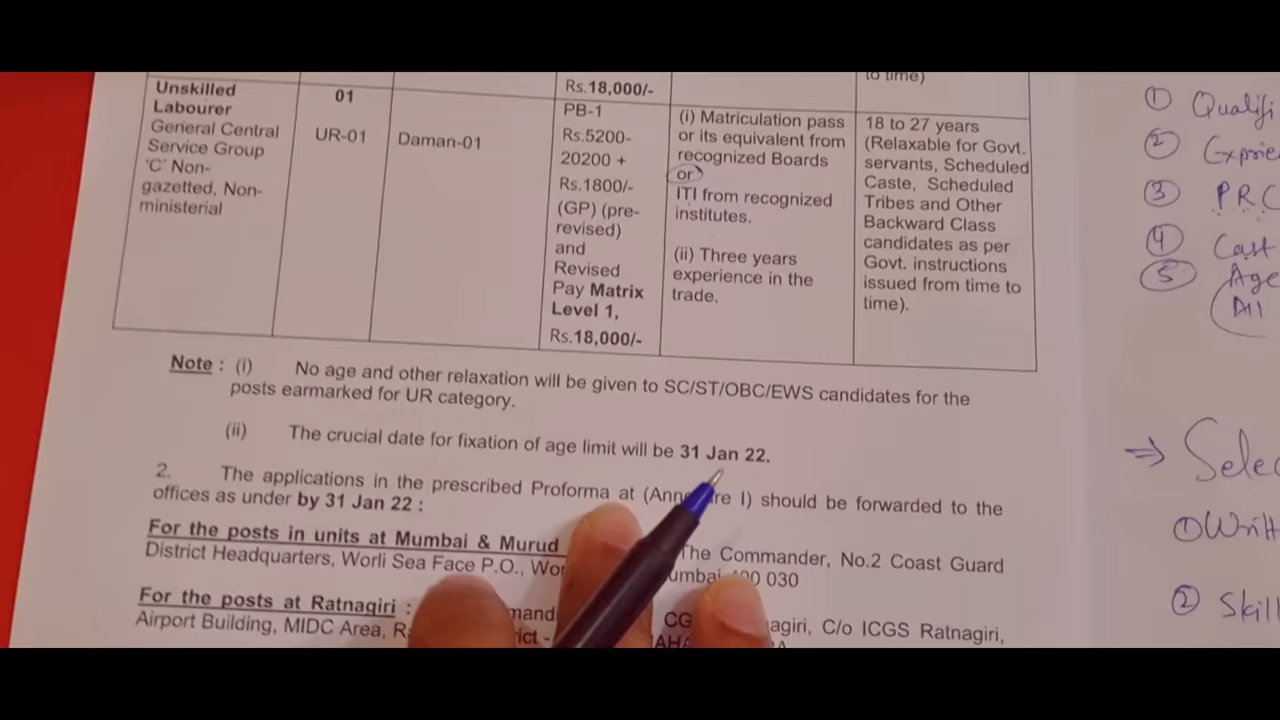 to time)
Rs.18,000/-
Unskilled
Labourer
General Central
Service Group
'C' Non-
gazetted, Non-
ministerial
01
UR-01
Daman-01
PB-1
Rs.5200-
20200 +
Rs.1800/-
(GP) (pre-
revised)
and
Revised
Pay Matrix
Level 1,
Rs.18,000/-
(i) Matriculation pass
or its equivalent from
recognized Boards
or
ITI from recognized
institutes.
(ii) Three years
experience in the
trade.
18 to 27 years
(Relaxable for Govt.
servants, Scheduled
Caste, Scheduled
Tribes and Other
Backward Class
candidates as per
Govt. instructions
issued from time to
time).
Note : (i) No age and other relaxation will be given to SC/ST/OBC/EWS candidates for the
posts earmarked for UR category.
(ii) The crucial date for fixation of age limit will be 31 Jan 22.
2. The applications in the prescribed Proforma at ( I) should be forwarded to the
offices as under by 31 Jan 22 :
For the posts in units at Mumbai & Murud The Commander, No.2 Coast Guard
District Headquarters, Worli Sea Face P.O., 030
For the posts at Ratnagiri : CG
Airport Building, MIDC Area, C/o ICGS Ratnagiri,
① Qualifi
②
③ PRC
④ Cast
⑤ Age
All
⇒ Selec
① Writt
② Skill